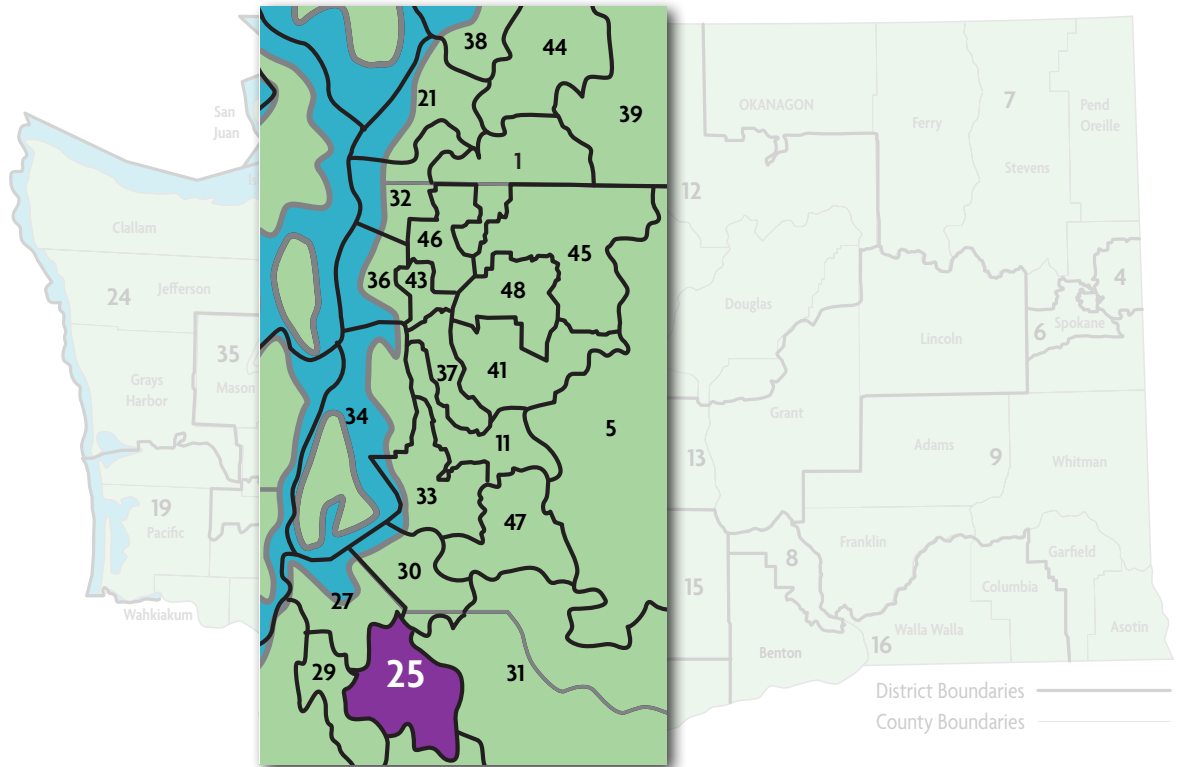 38
44
21
39
1
32
46
45
36
43
48
37
41
34
5
11
33
47
30
27
29
25
31
San
Juan
Clallam
24
Jefferson
35
Mason
Grays
Harbor
19
Pacific
Wahkiakum
OKANAGON
7
Pend
Oreille
Ferry
Stevens
12
4
Douglas
6
Spokane
Lincoln
Grant
13
Adams
9
Whitman
8
Franklin
Garfield
15
Columbia
Walla Walla
Asotin
Benton
16
District Boundaries
County Boundaries